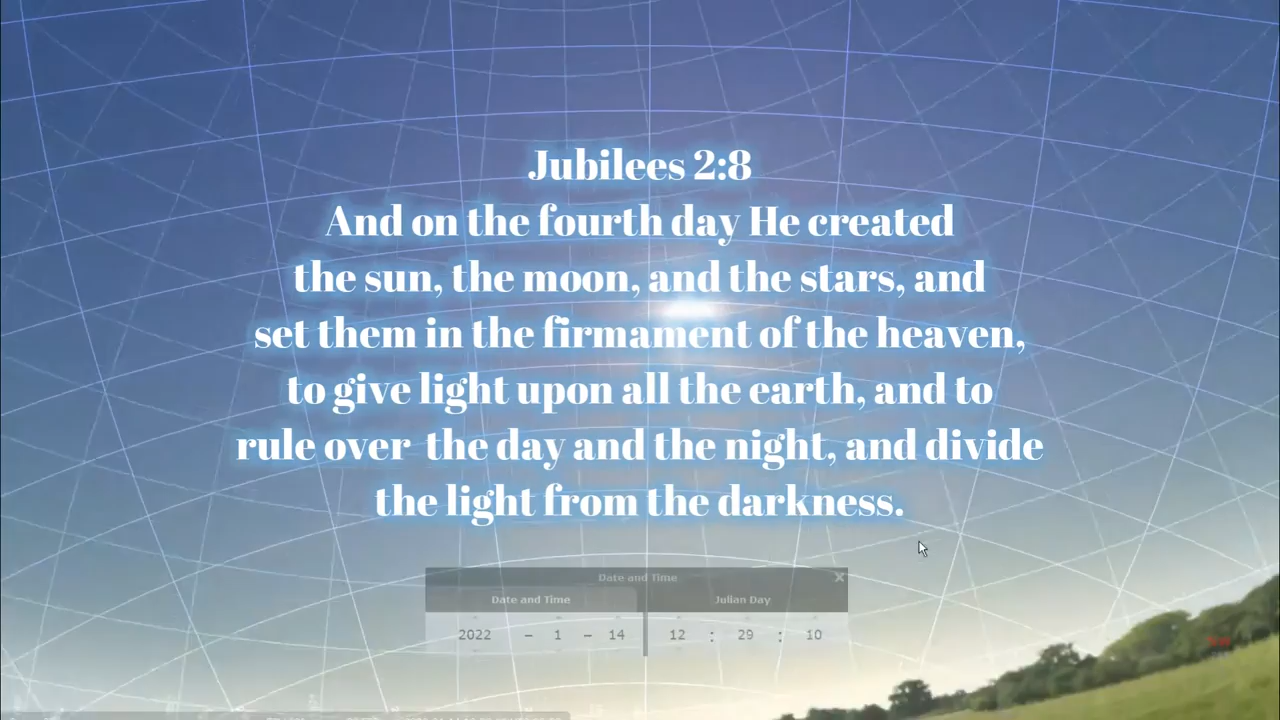 Jubilees 2:8
And on the fourth day He created
the sun, the moon, and the stars, and
set them in the firmament of the heaven,
to give light upon all the earth, and to
rule over the day and the night, and divide
the light from the darkness.
Date and Time
Date and Time Julian Day
2022 – 1 – 14 12 : 29 : 10